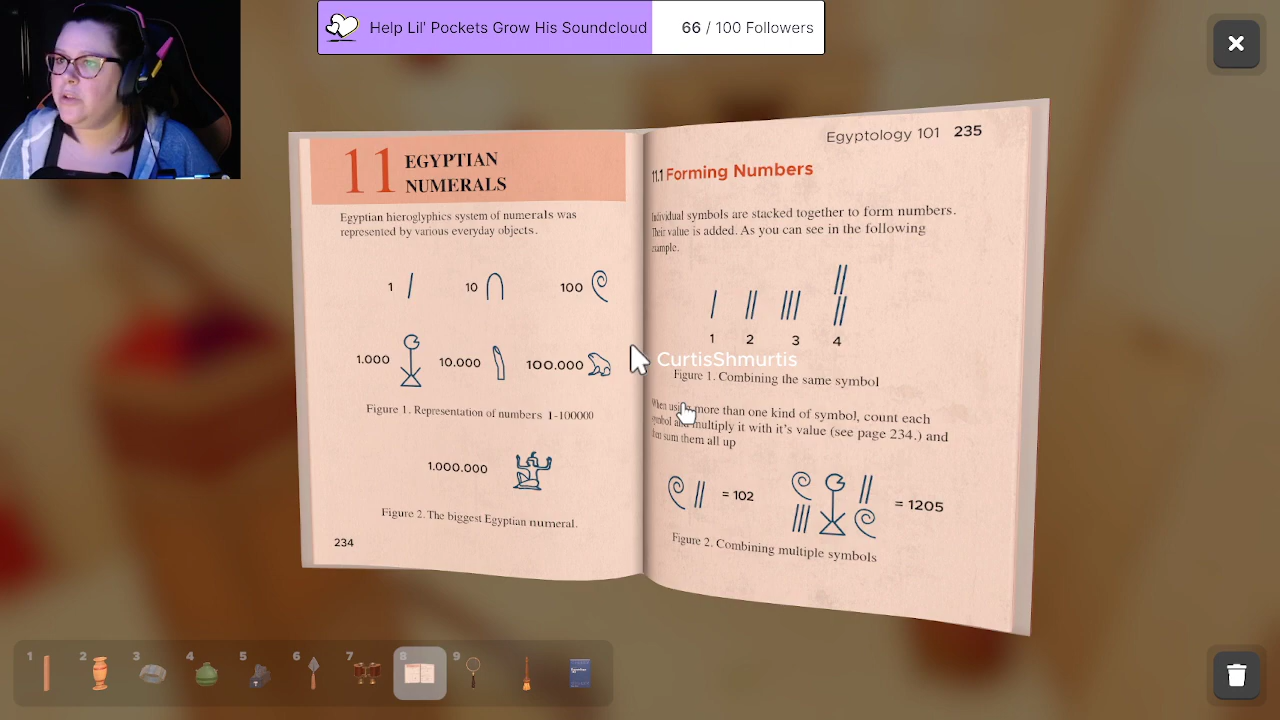 Help Lil' Pockets Grow His Soundcloud 66 / 100 Followers
11 EGYPTIAN
NUMERALS
Egyptian hieroglyphics system of numerals was
represented by various everyday objects.
1 10 100
1.000 10.000 100.000
Figure 1. Representation of numbers 1-100000
1.000.000
Figure 2. The biggest Egyptian numeral.
234
Egyptology 101 235
11.1 Forming Numbers
Individual symbols are stacked together to form numbers.
Their value is added. As you can see in the following
example.
1 2 3 4
CurtisShmurtis
Figure 1. Combining the same symbol
When using more than one kind of symbol, count each
symbol and multiply it with it's value (see page 234.) and
sum them all up
= 102 = 1205
Figure 2. Combining multiple symbols
1 2 3 4 5 6 7 8 9